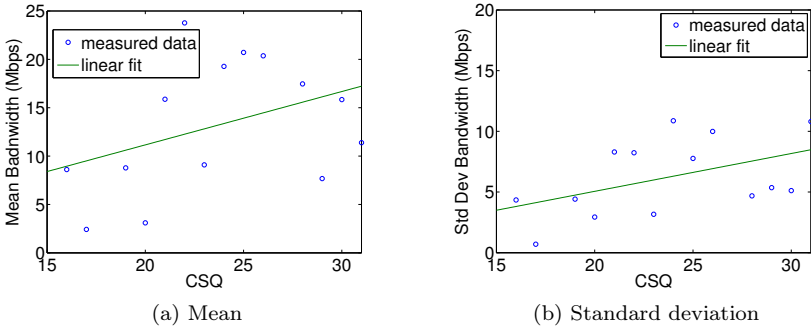 Mean Badnwidth (Mbps)
25
20
15
10
5
0
15
20
25
30
CSQ
measured data
linear fit
(a) Mean
Std Dev Bandwidth (Mbps)
20
15
10
5
0
15
20
25
30
CSQ
measured data
linear fit
(b) Standard deviation